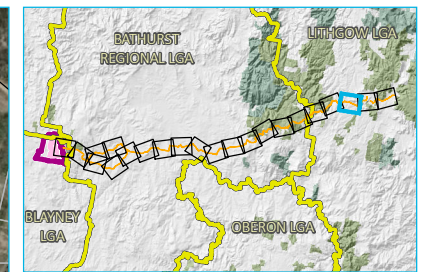 BATHURST
REGIONAL LGA
LITHGOW LGA
BLAYNEY
LGA
OBERON LGA